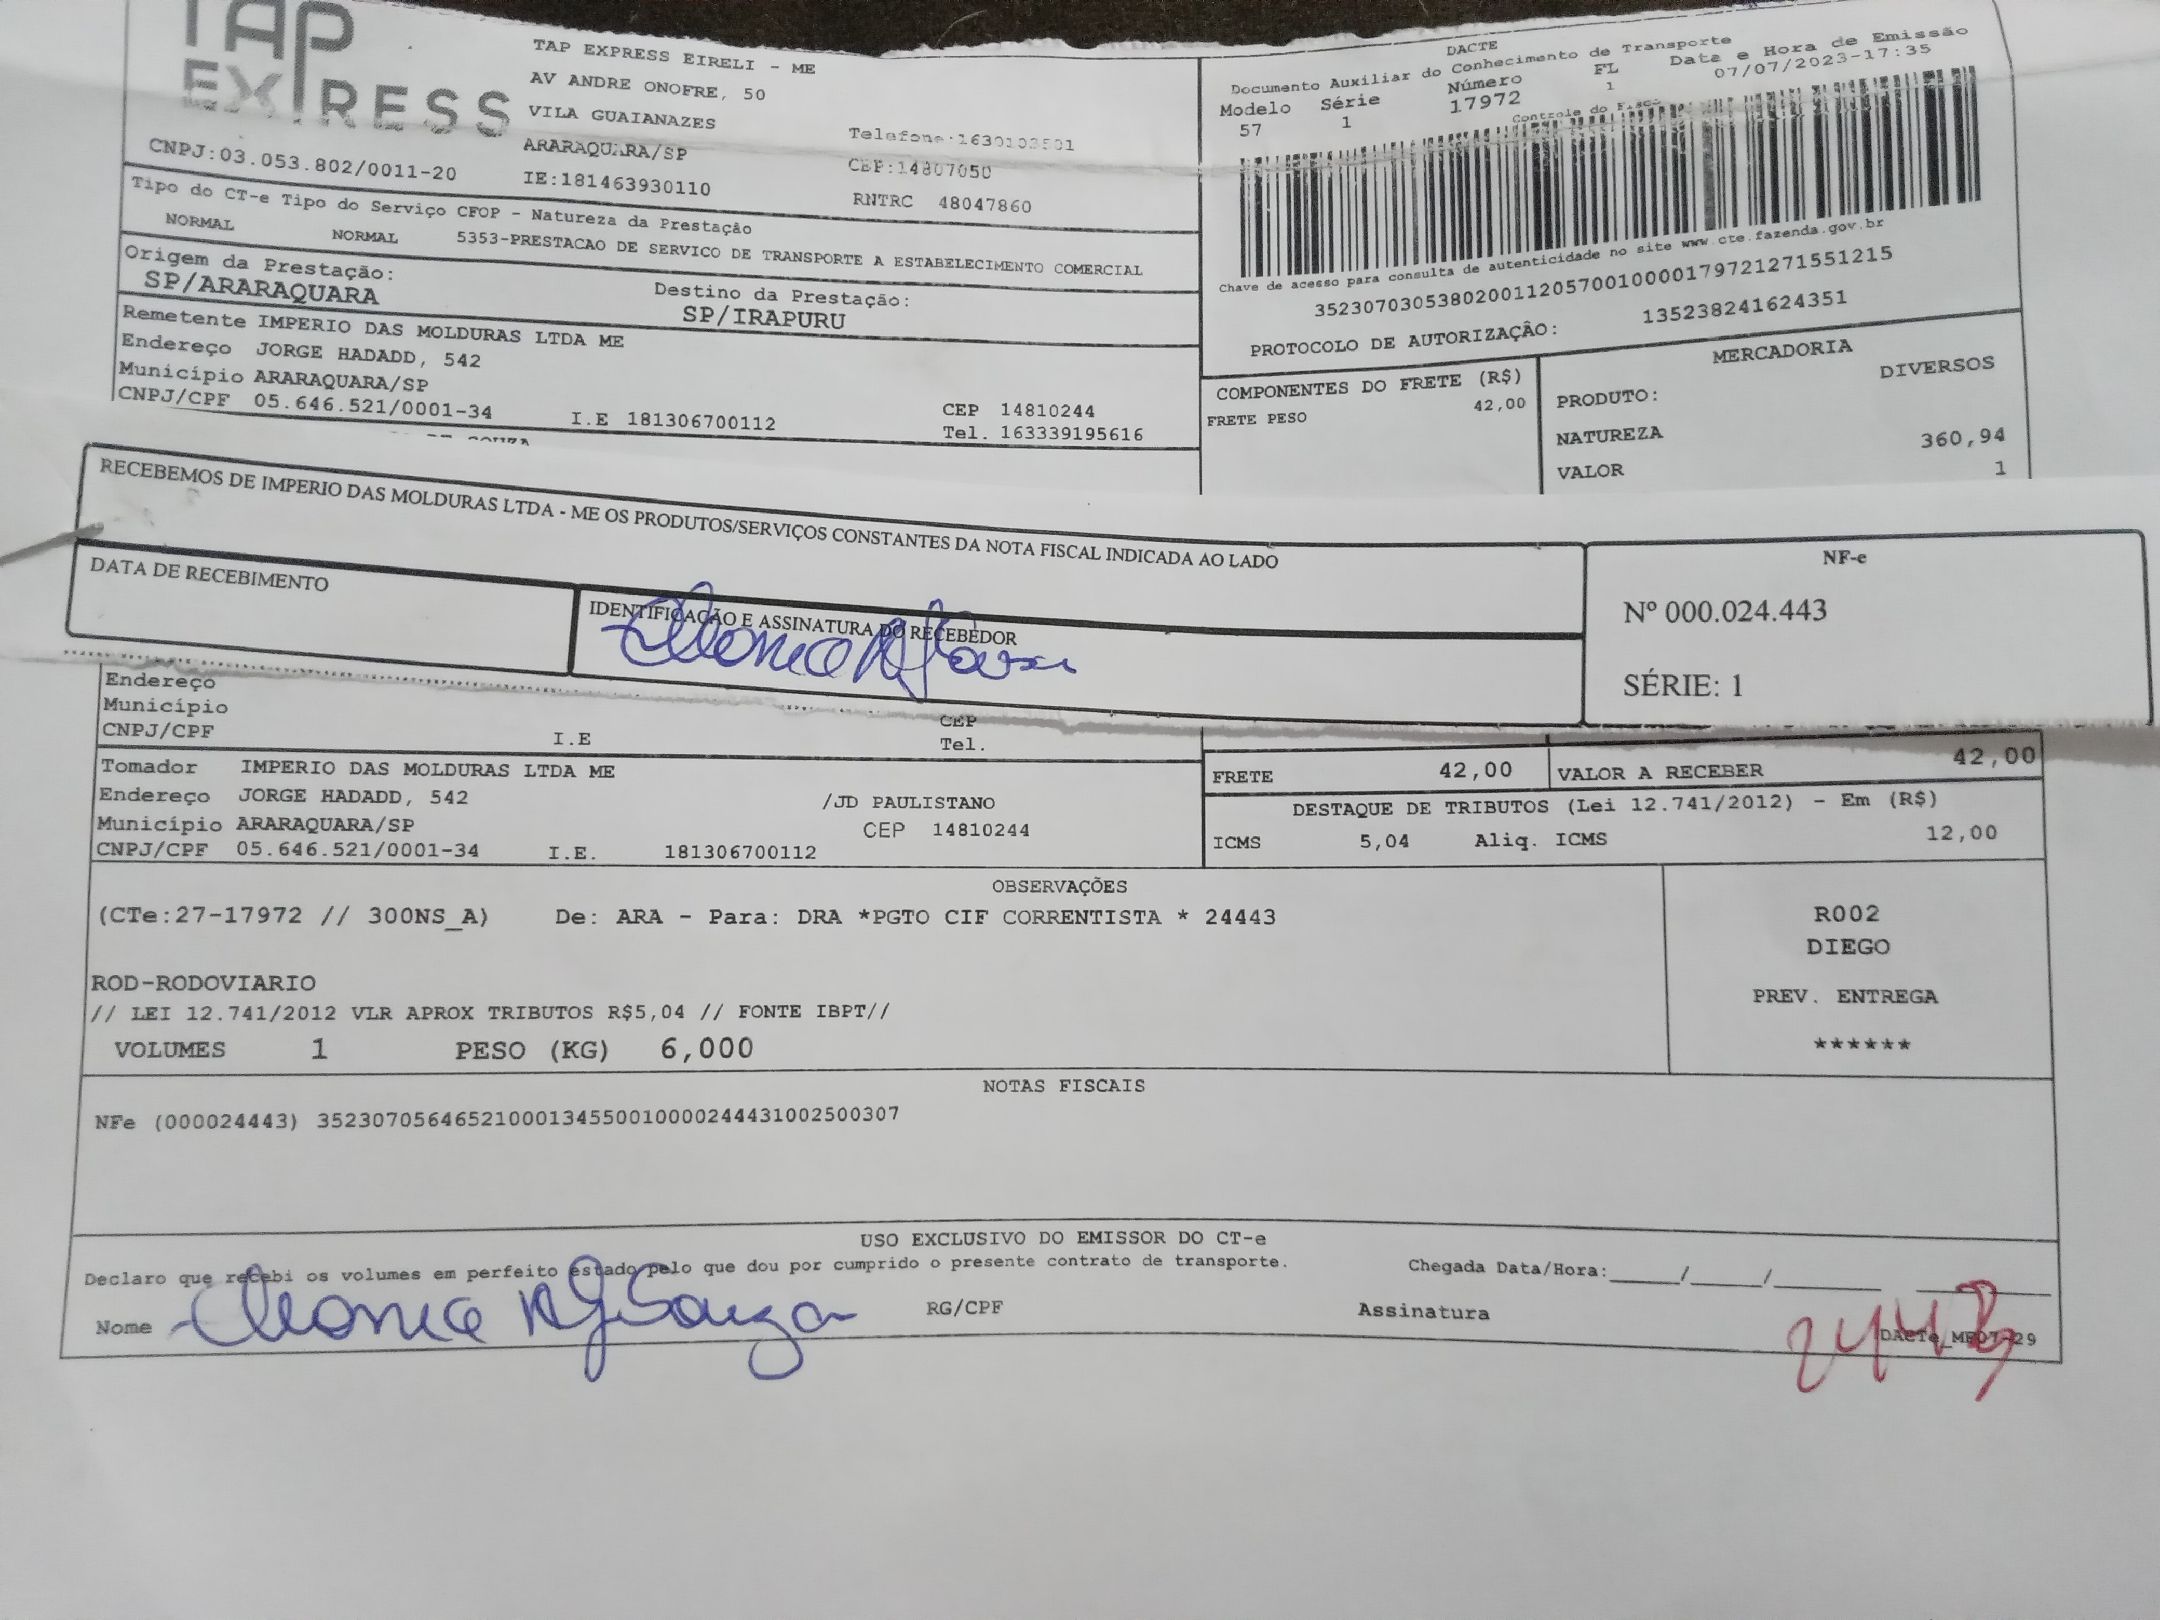 TAP
EXPRESS
TAP EXPRESS EIRELI - ME
AV ANDRE ONOFRE, 50
VILA GUAIANAZES
ARARAQUARA/SP
IE:181463930110
Telefone:1630103501
CEP:14807050
RNTRC 48047860
CNPJ:03.053.802/0011-20
Tipo do CT-e Tipo do Serviço CFOP - Natureza da Prestação
NORMAL NORMAL 5353-PRESTACAO DE SERVICO DE TRANSPORTE A ESTABELECIMENTO COMERCIAL
Origem da Prestação:
SP/ARARAQUARA
Destino da Prestação:
SP/IRAPURU
Remetente IMPERIO DAS MOLDURAS LTDA ME
Endereço JORGE HADADD, 542
Município ARARAQUARA/SP
CEP 14810244
CNPJ/CPF 05.646.521/0001-34 I.E 181306700112 Tel. 163339195616
DACTE
Documento Auxiliar do Conhecimento de Transporte
Modelo Série Número FL Data e Hora de Emissão
57 1 17972 1 07/07/2023-17:35
Controle do Fisco
Chave de acesso para consulta de autenticidade no site www.cte.fazenda.gov.br
35230703053802001120570010000179721271551215
PROTOCOLO DE AUTORIZAÇÃO: 135238241624351
COMPONENTES DO FRETE (R$)
FRETE PESO 42,00
MERCADORIA
PRODUTO: DIVERSOS
NATUREZA
VALOR 360,94
1
RECEBEMOS DE IMPERIO DAS MOLDURAS LTDA - ME OS PRODUTOS/SERVIÇOS CONSTANTES DA NOTA FISCAL INDICADA AO LADO
DATA DE RECEBIMENTO
IDENTIFICAÇÃO E ASSINATURA DO RECEBEDOR
NF-e
Nº 000.024.443
SÉRIE: 1
Endereço
Município CEP
CNPJ/CPF I.E Tel.
Tomador IMPERIO DAS MOLDURAS LTDA ME
Endereço JORGE HADADD, 542 /JD PAULISTANO
Município ARARAQUARA/SP CEP 14810244
CNPJ/CPF 05.646.521/0001-34 I.E. 181306700112
FRETE 42,00 VALOR A RECEBER 42,00
DESTAQUE DE TRIBUTOS (Lei 12.741/2012) - Em (R$)
ICMS 5,04 Aliq. ICMS 12,00
OBSERVAÇÕES
(CTe:27-17972 // 300NS_A) De: ARA - Para: DRA *PGTO CIF CORRENTISTA * 24443
ROD-RODOVIARIO
// LEI 12.741/2012 VLR APROX TRIBUTOS R$5,04 // FONTE IBPT//
VOLUMES 1 PESO (KG) 6,000
R002
DIEGO
PREV. ENTREGA
******
NOTAS FISCAIS
NFe (000024443) 35230705646521000134550010000244431002500307
USO EXCLUSIVO DO EMISSOR DO CT-e
Declaro que recebi os volumes em perfeito estado pelo que dou por cumprido o presente contrato de transporte. Chegada Data/Hora:_____/_____/_______
Nome RG/CPF Assinatura